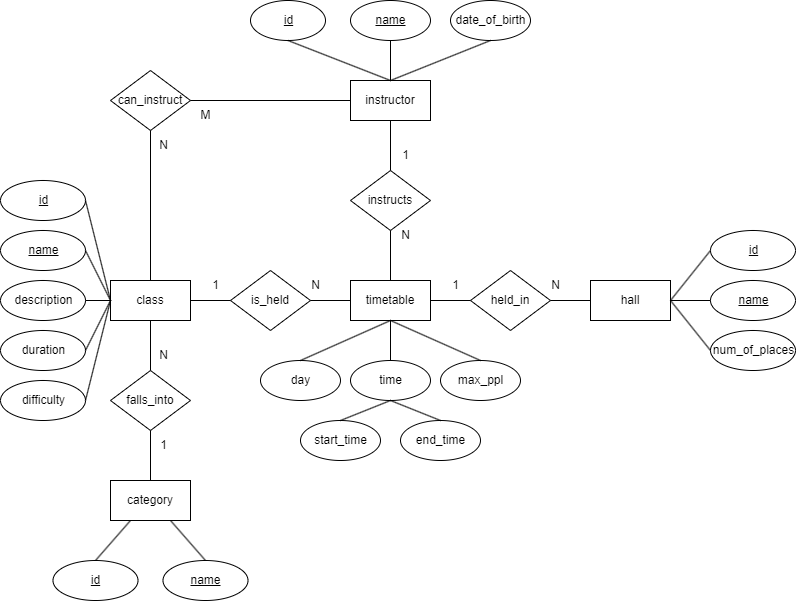 id
name
date_of_birth
can_instruct
instructor
M
N
1
id
instructs
N
name
id
description
class
1
is_held
N
timetable
1
held_in
N
hall
name
duration
N
num_of_places
difficulty
falls_into
day
time
max_ppl
1
start_time
end_time
category
id
name